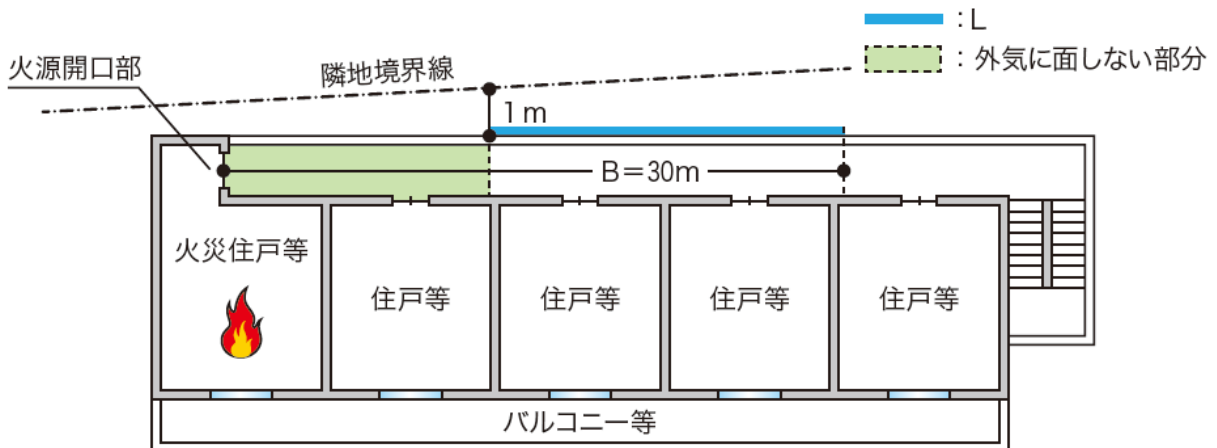 ：L
：外気に面しない部分
火源開口部
隣地境界線
1m
B＝30m
火災住戸等
住戸等
住戸等
住戸等
住戸等
バルコニー等